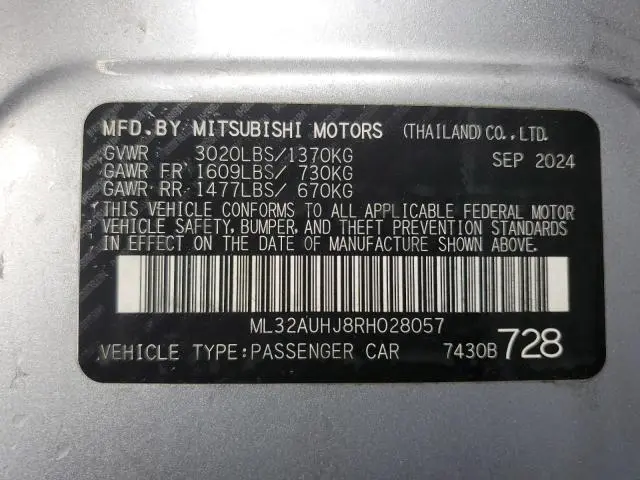 MFD.BY MITSUBISHI MOTORS (THAILAND)CO.,LTD.
GVWR 3020LBS/1370KG SEP 2024
GAWR FR 1609LBS/ 730KG
GAWR RR 1477LBS/ 670KG
THIS VEHICLE CONFORMS TO ALL APPLICABLE FEDERAL MOTOR
VEHICLE SAFETY, BUMPER, AND THEFT PREVENTION STANDARDS
IN EFFECT ON THE DATE OF MANUFACTURE SHOWN ABOVE.
ML32AUHJ8RH028057
VEHICLE TYPE:PASSENGER CAR 7430B 728